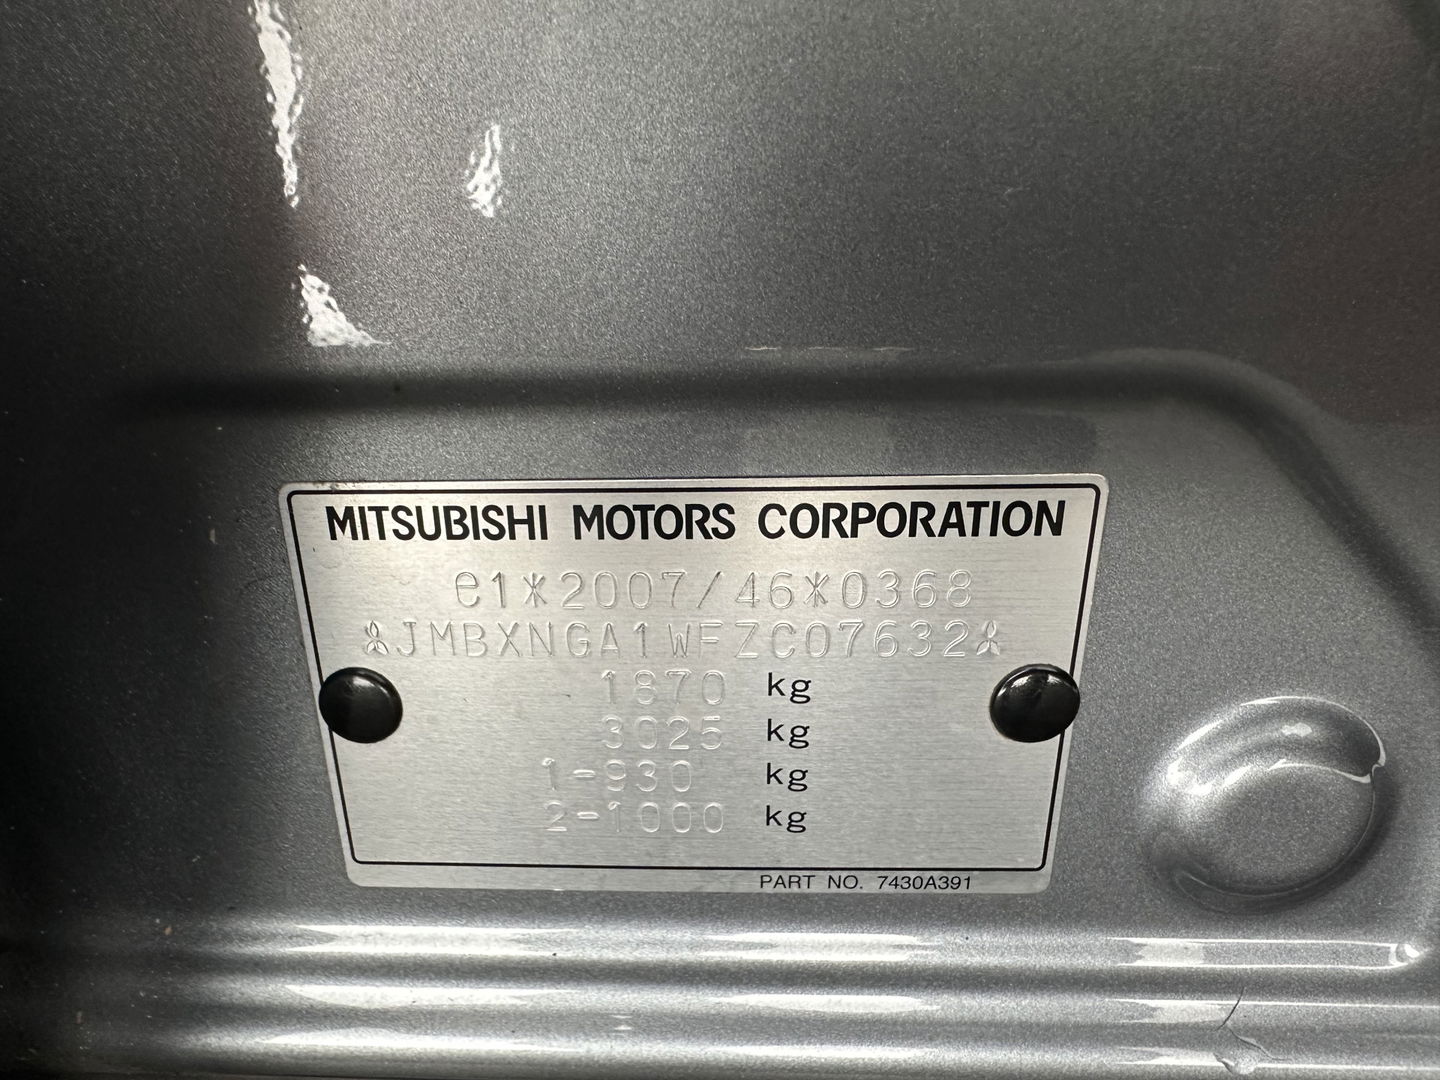 MITSUBISHI MOTORS CORPORATION
e1*2007/46*0368
JMBXNGA1WFZC07632
1870 kg
3025 kg
1-930 kg
2-1000 kg
PART NO. 7430A391